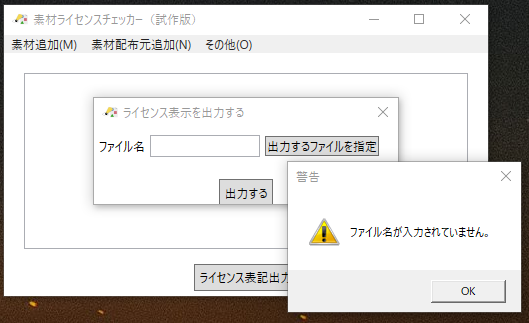 素材ライセンスチェッカー（試作版）
素材追加(M) 素材配布元追加(N) その他(O)
ライセンス表示を出力する
ファイル名 出力するファイルを指定
出力する
ライセンス表記出力
警告
ファイル名が入力されていません。
OK